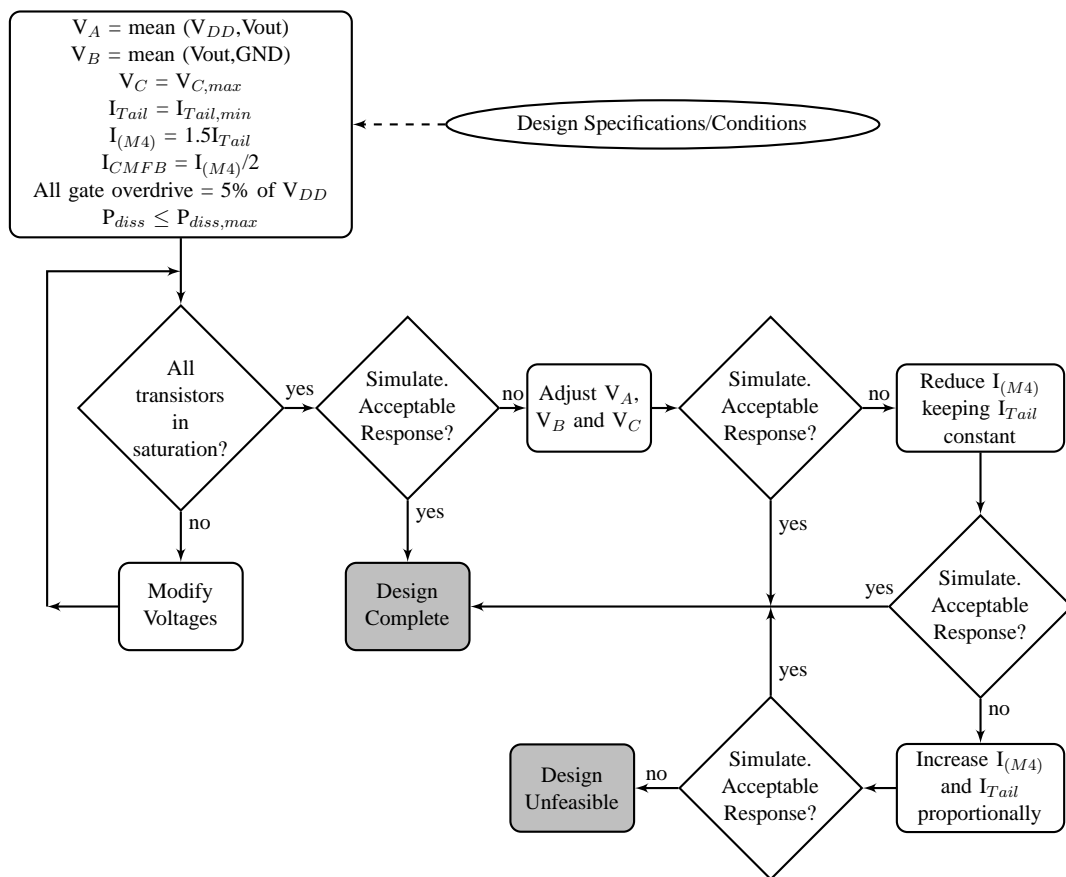 V_A = mean (V_DD,Vout)
V_B = mean (Vout,GND)
V_C = V_C,max
I_Tail = I_Tail,min
I_(M4) = 1.5I_Tail
I_CMFB = I_(M4)/2
All gate overdrive = 5% of V_DD
P_diss ≤ P_diss,max
Design Specifications/Conditions
All
transistors
in
saturation?
yes
no
Modify
Voltages
Simulate.
Acceptable
Response?
no
yes
Design
Complete
Adjust V_A,
V_B and V_C
Simulate.
Acceptable
Response?
no
yes
Reduce I_(M4)
keeping I_Tail
constant
Simulate.
Acceptable
Response?
yes
no
Increase I_(M4)
and I_Tail
proportionally
Simulate.
Acceptable
Response?
yes
no
Design
Unfeasible